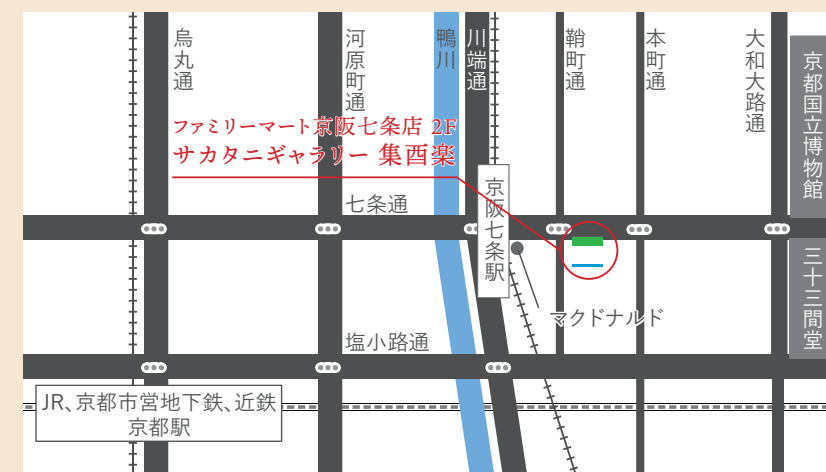 烏丸通
河原町通
鴨川
川端通
鞘町通
本町通
大和大路通
京都国立博物館
ファミリーマート京阪七条店 2F
サカタニギャラリー 集酉楽
七条通
京阪七条駅
三十三間堂
マクドナルド
塩小路通
JR、京都市営地下鉄、近鉄
京都駅